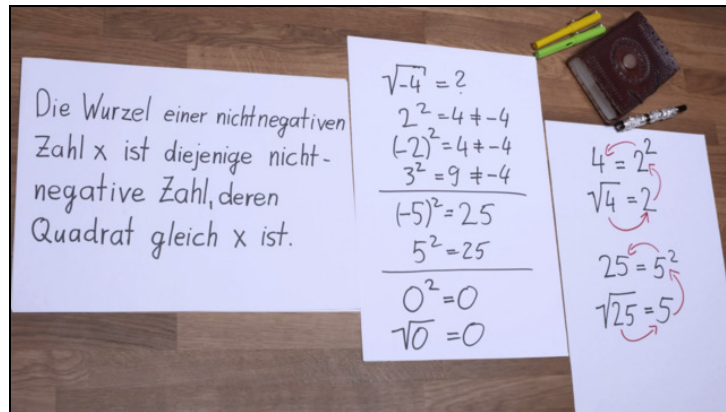 Die Wurzel einer nichtnegativen
Zahl x ist diejenige nicht-
negative Zahl, deren
Quadrat gleich x ist.
√-4 = ?
2² = 4 ≠ -4
(-2)² = 4 ≠ -4
3² = 9 ≠ -4
(-5)² = 25
5² = 25
0² = 0
√0 = 0
4 = 2²
√4 = 2
25 = 5²
√25 = 5